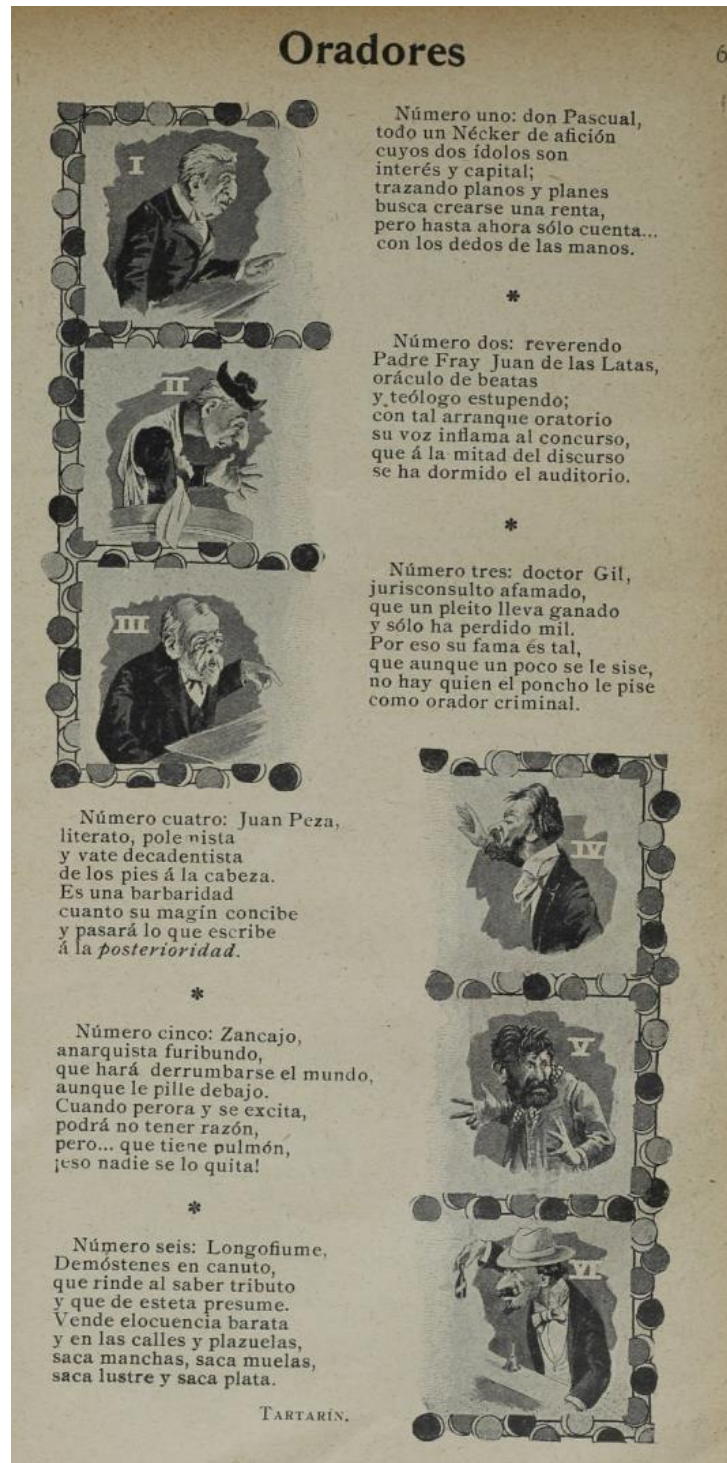 Oradores
6
I
Número uno: don Pascual,
todo un Nécker de afición
cuyos dos ídolos son
interés y capital;
trazando planos y planes
busca crearse una renta,
pero hasta ahora sólo cuenta...
con los dedos de las manos.
*
II
Número dos: reverendo
Padre Fray Juan de las Latas,
oráculo de beatas
y teólogo estupendo;
con tal arranque oratorio
su voz inflama al concurso,
que á la mitad del discurso
se ha dormido el auditorio.
*
III
Número tres: doctor Gil,
jurisconsulto afamado,
que un pleito lleva ganado
y sólo ha perdido mil.
Por eso su fama és tal,
que aunque un poco se le sise,
no hay quien el poncho le pise
como orador criminal.
IV
Número cuatro: Juan Peza,
literato, polemista
y vate decadentista
de los pies á la cabeza.
Es una barbaridad
cuanto su magín concibe
y pasará lo que escribe
á la posterioridad.
*
V
Número cinco: Zancajo,
anarquista furibundo,
que hará derrumbarse el mundo,
aunque le pille debajo.
Cuando perora y se excita,
podrá no tener razón,
pero... que tiene pulmón,
¡eso nadie se lo quita!
*
VI
Número seis: Longofiume,
Demóstenes en canuto,
que rinde al saber tributo
y que de esteta presume.
Vende elocuencia barata
y en las calles y plazuelas,
saca manchas, saca muelas,
saca lustre y saca plata.
TARTARÍN.